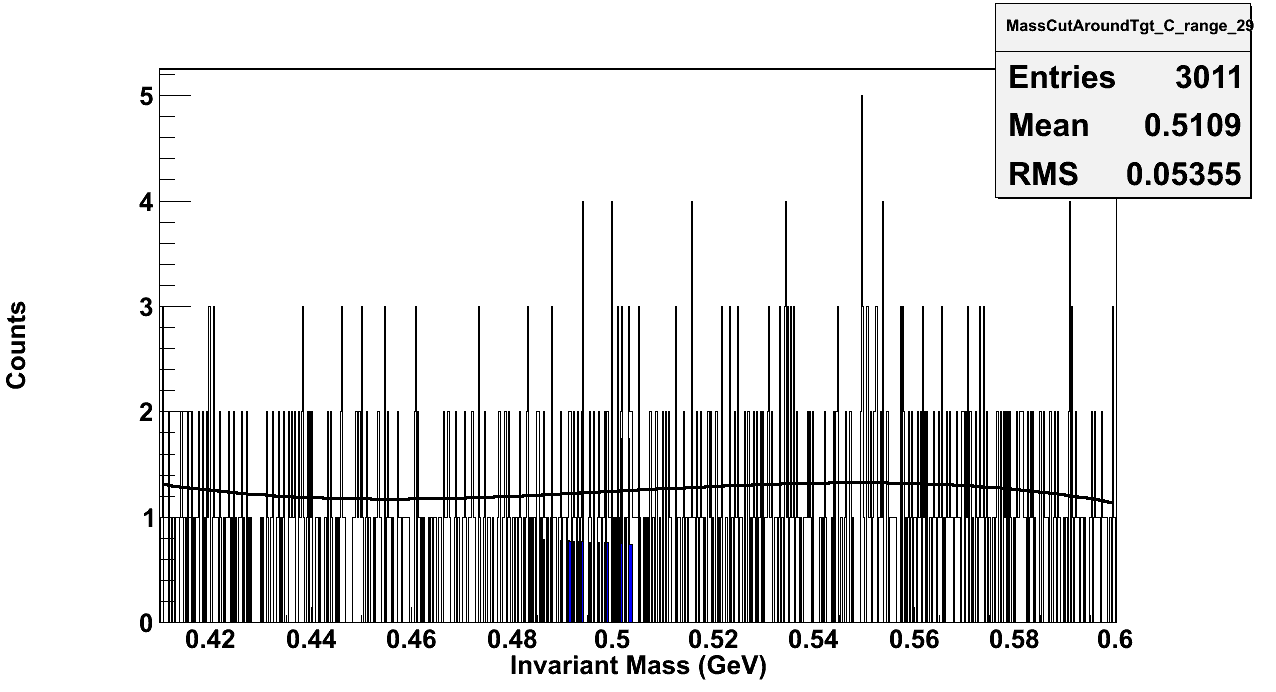 MassCutAroundTgt_C_range_29
Entries 3011
Mean 0.5109
RMS 0.05355
5
4
3
2
1
0
Counts
0.42 0.44 0.46 0.48 0.5 0.52 0.54 0.56 0.58 0.6
Invariant Mass (GeV)